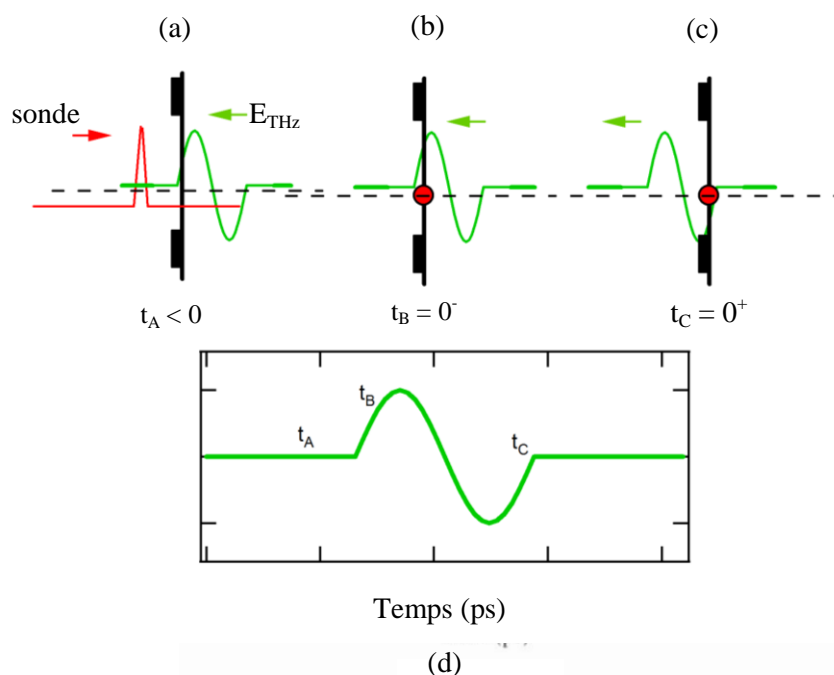 (a) (b) (c)
sonde
E_THz
t_A < 0 t_B = 0⁻ t_C = 0⁺
t_B
t_A t_C
Temps (ps)
(d)